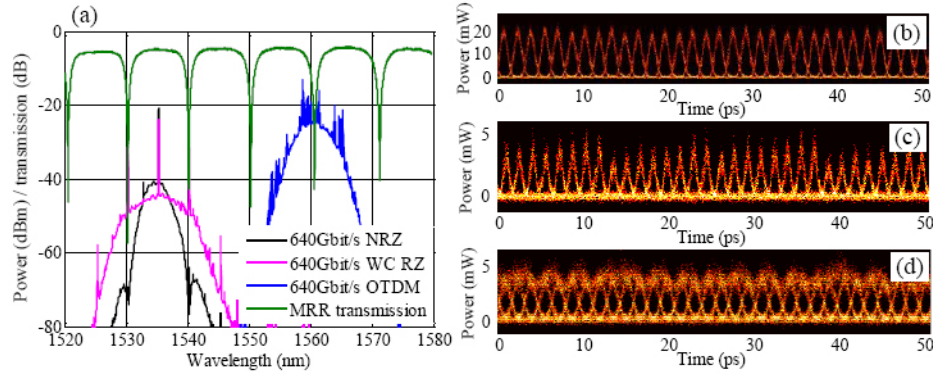 (a)
Power (dBm) / transmission (dB)
0
-20
-40
-60
-80
640Gbit/s NRZ
640Gbit/s WC RZ
640Gbit/s OTDM
MRR transmission
1520 1530 1540 1550 1560 1570 1580
Wavelength (nm)
(b)
Power (mW)
20
10
0
0 10 20 30 40 50
Time (ps)
(c)
Power (mW)
5
0
0 10 20 30 40 50
Time (ps)
(d)
Power (mW)
5
0
0 10 20 30 40 50
Time (ps)